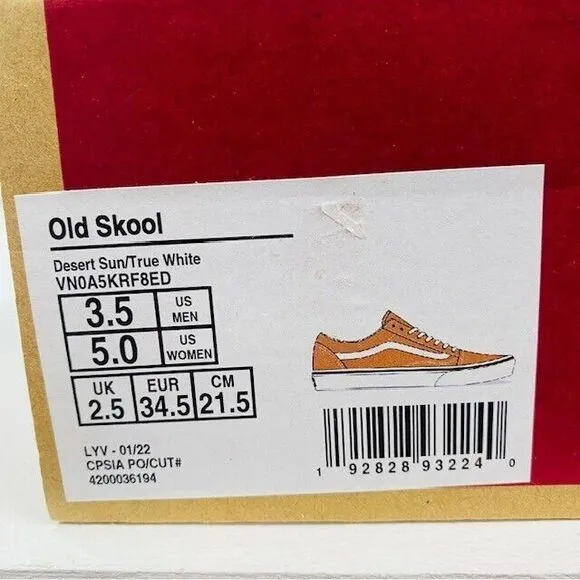 Old Skool
Desert Sun/True White
VN0A5KRF8ED
3.5 US MEN
5.0 US WOMEN
UK EUR CM
2.5 34.5 21.5
LYV - 01/22
CPSIA PO/CUT#
4200036194
1 92828 93224 0